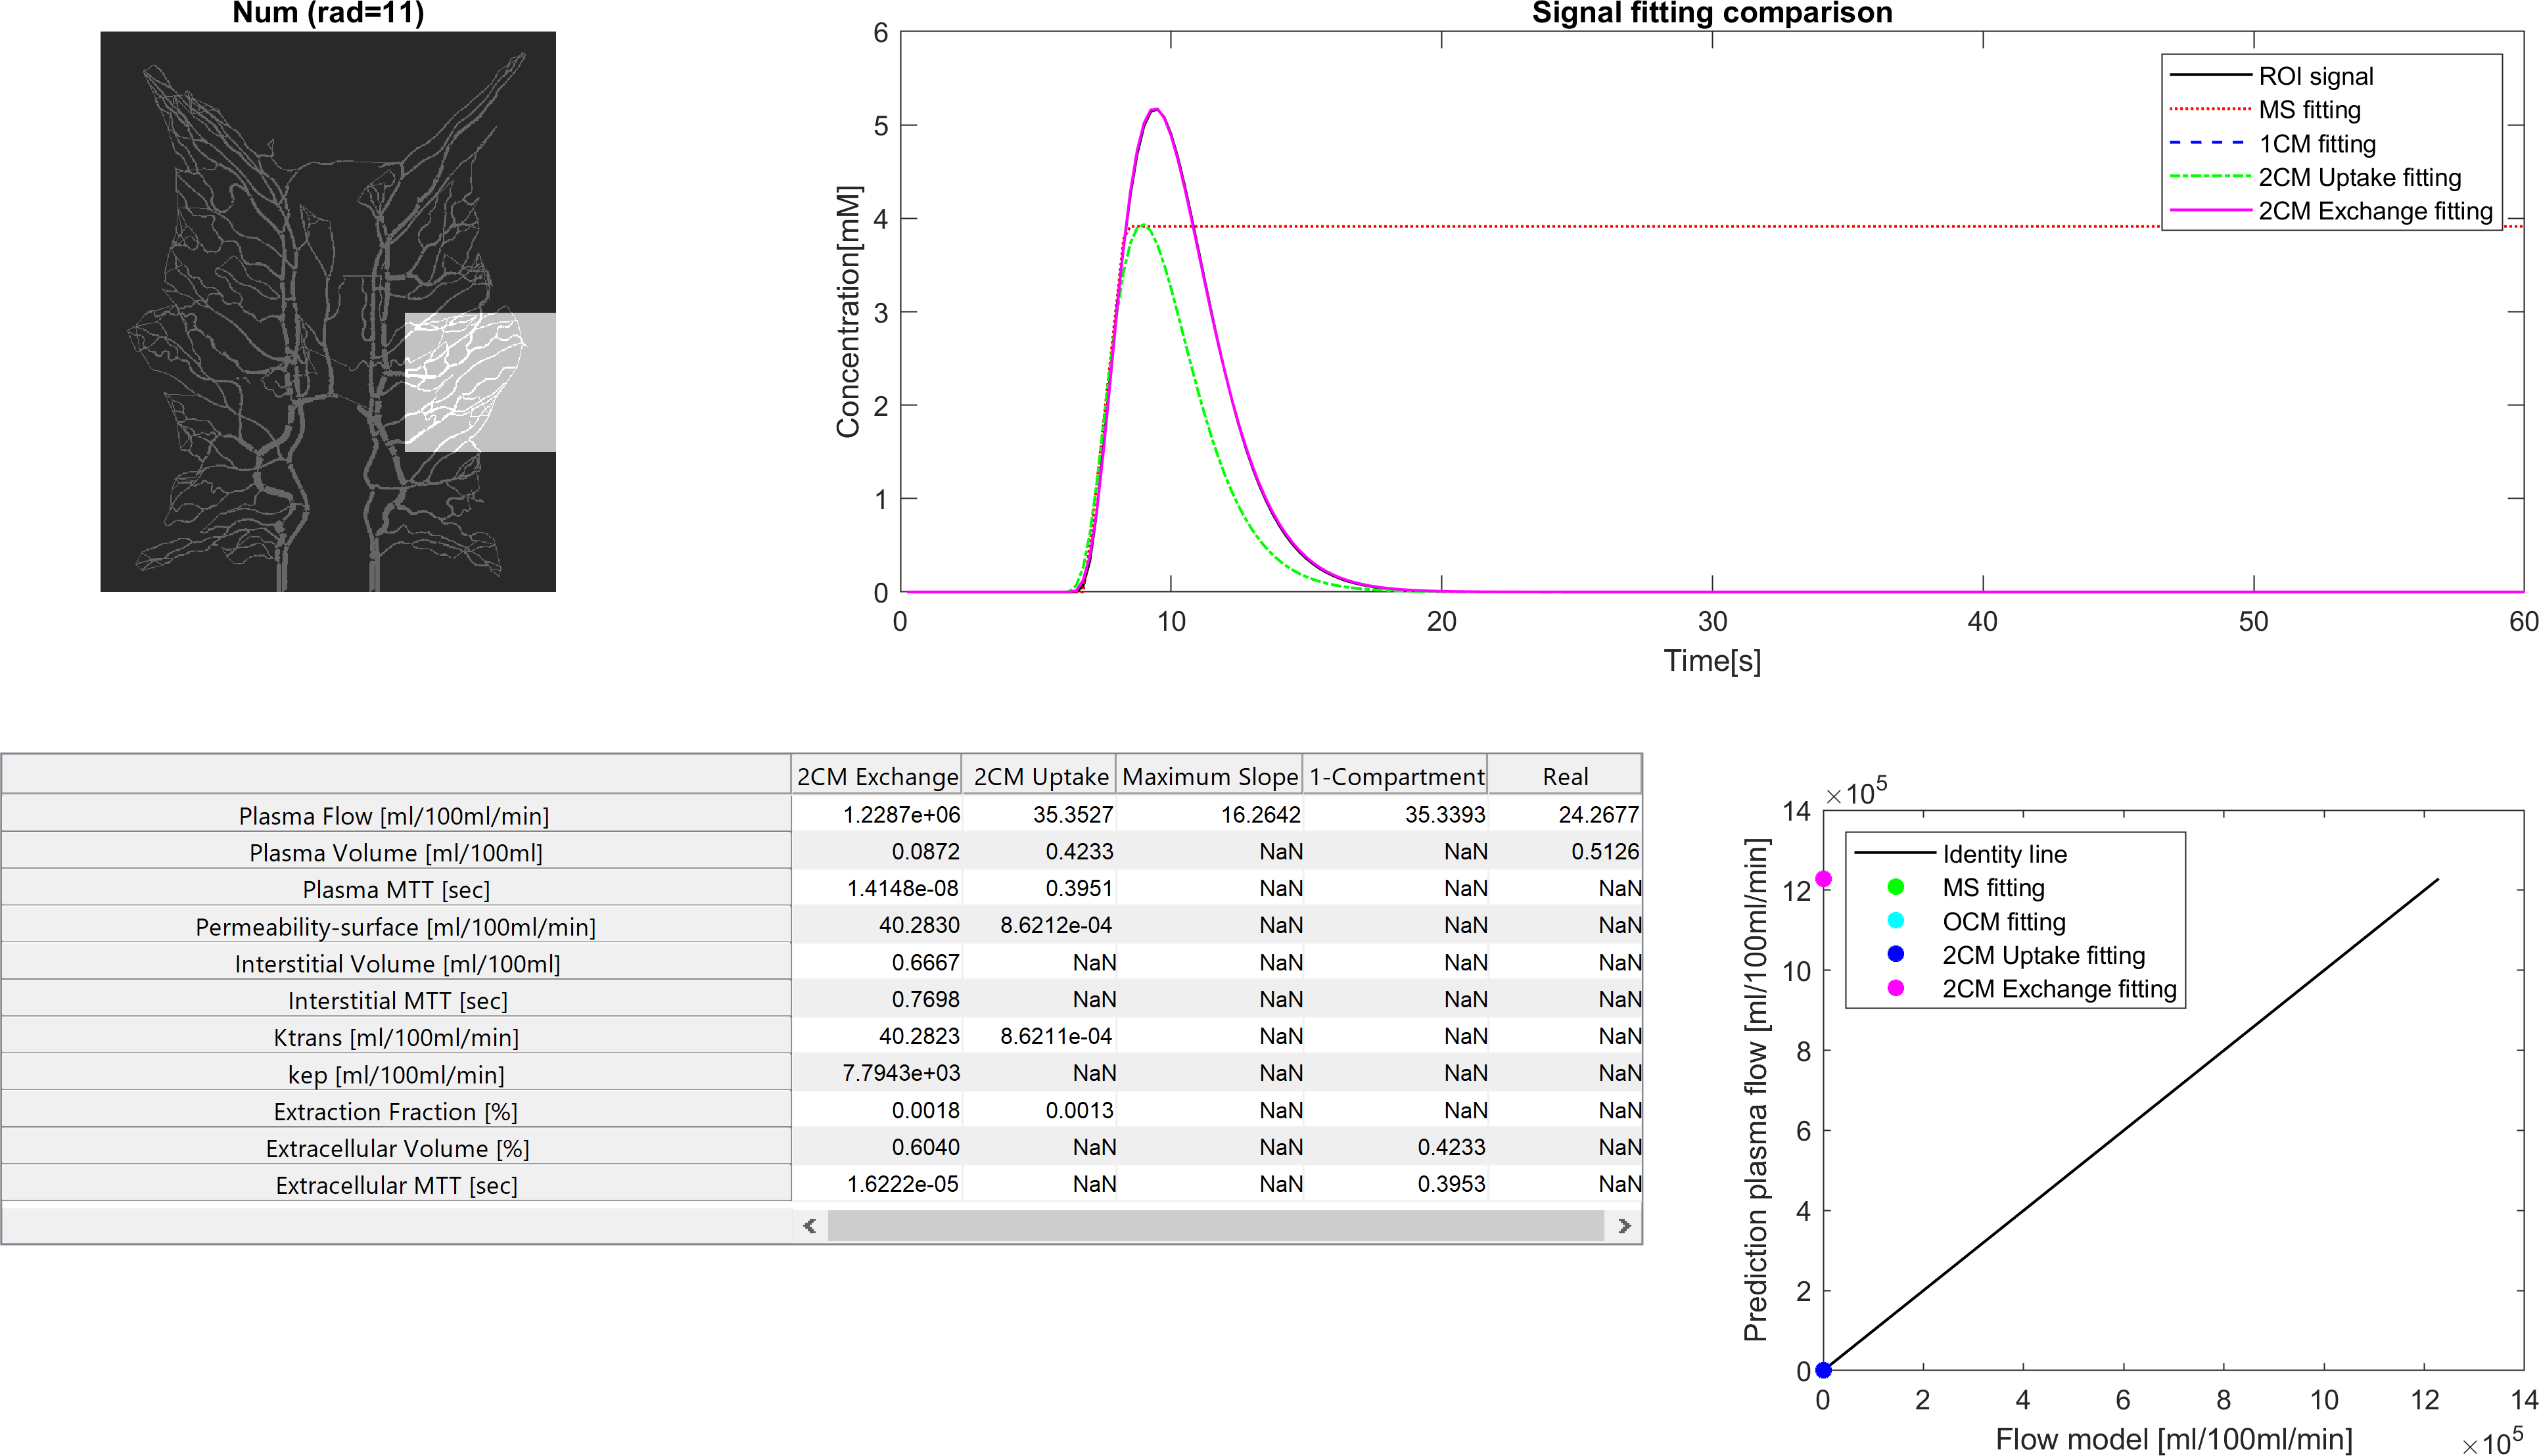 Num (rad=11)
Signal fitting comparison
6
5
4
3
2
1
0
Concentration[mM]
0 10 20 30 40 50 60
Time[s]
ROI signal
MS fitting
1CM fitting
2CM Uptake fitting
2CM Exchange fitting
2CM Exchange 2CM Uptake Maximum Slope 1-Compartment Real
Plasma Flow [ml/100ml/min] 1.2287e+06 35.3527 16.2642 35.3393 24.2677
Plasma Volume [ml/100ml] 0.0872 0.4233 NaN NaN 0.5126
Plasma MTT [sec] 1.4148e-08 0.3951 NaN NaN NaN
Permeability-surface [ml/100ml/min] 40.2830 8.6212e-04 NaN NaN NaN
Interstitial Volume [ml/100ml] 0.6667 NaN NaN NaN NaN
Interstitial MTT [sec] 0.7698 NaN NaN NaN NaN
Ktrans [ml/100ml/min] 40.2823 8.6211e-04 NaN NaN NaN
kep [ml/100ml/min] 7.7943e+03 NaN NaN NaN NaN
Extraction Fraction [%] 0.0018 0.0013 NaN NaN NaN
Extracellular Volume [%] 0.6040 NaN NaN 0.4233 NaN
Extracellular MTT [sec] 1.6222e-05 NaN NaN 0.3953 NaN
×10⁵
14
12
10
8
6
4
2
0
Prediction plasma flow [ml/100ml/min]
Identity line
MS fitting
OCM fitting
2CM Uptake fitting
2CM Exchange fitting
0 2 4 6 8 10 12 14
Flow model [ml/100ml/min]
×10⁵